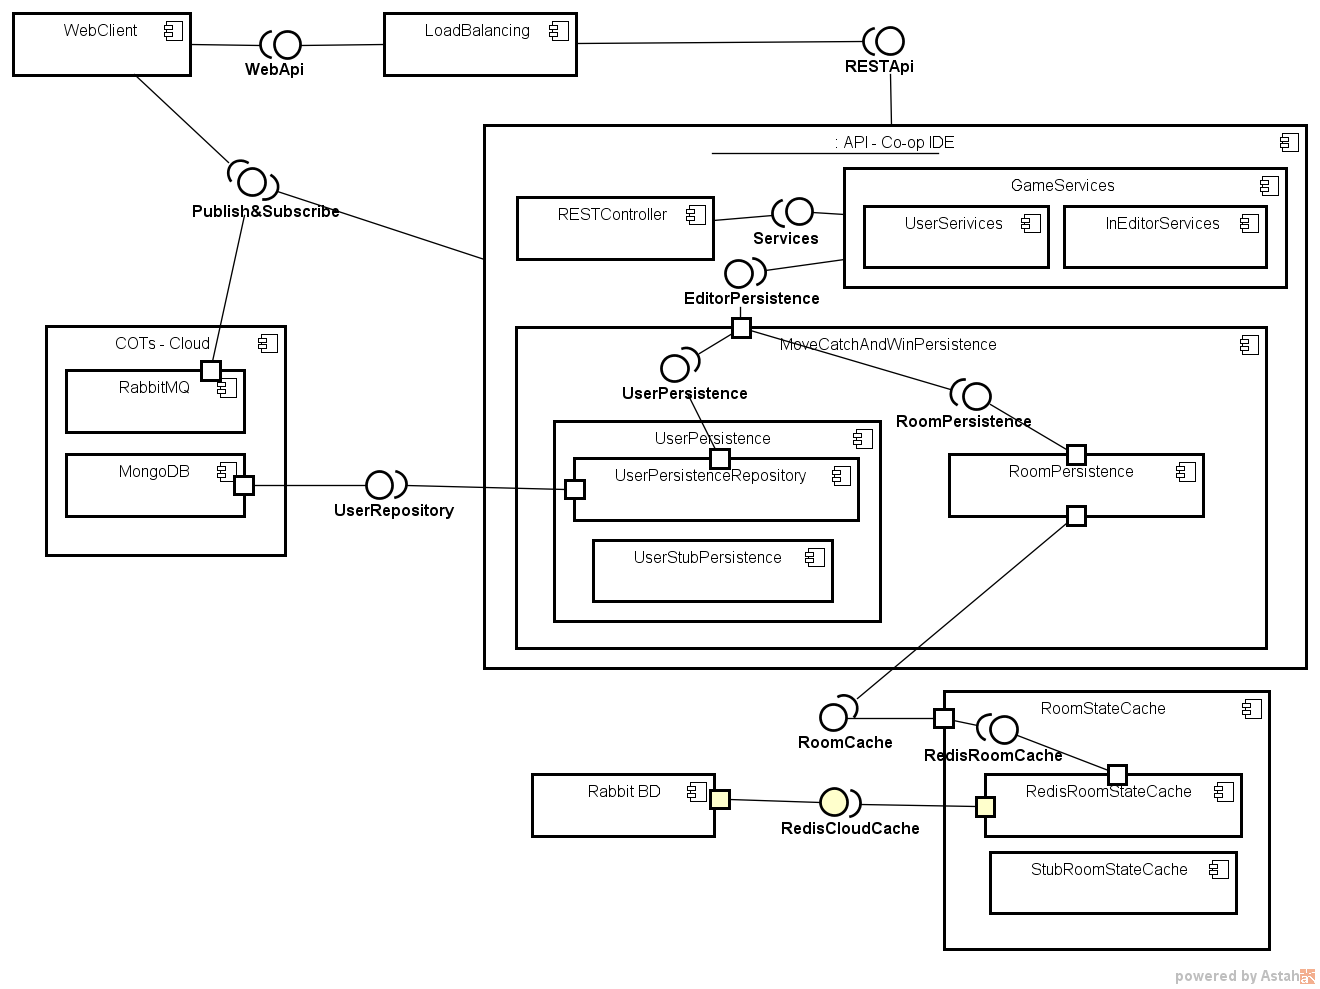 WebClient
LoadBalancing
WebApi
RESTApi
: API - Co-op IDE
GameServices
Publish&Subscribe
RESTController
UserSerivices
InEditorServices
Services
EditorPersistence
COTs - Cloud
MoveCatchAndWinPersistence
RabbitMQ
UserPersistence
RoomPersistence
UserPersistence
MongoDB
UserPersistenceRepository
RoomPersistence
UserRepository
UserStubPersistence
RoomStateCache
RoomCache
RedisRoomCache
Rabbit BD
RedisRoomStateCache
RedisCloudCache
StubRoomStateCache
powered by Astah